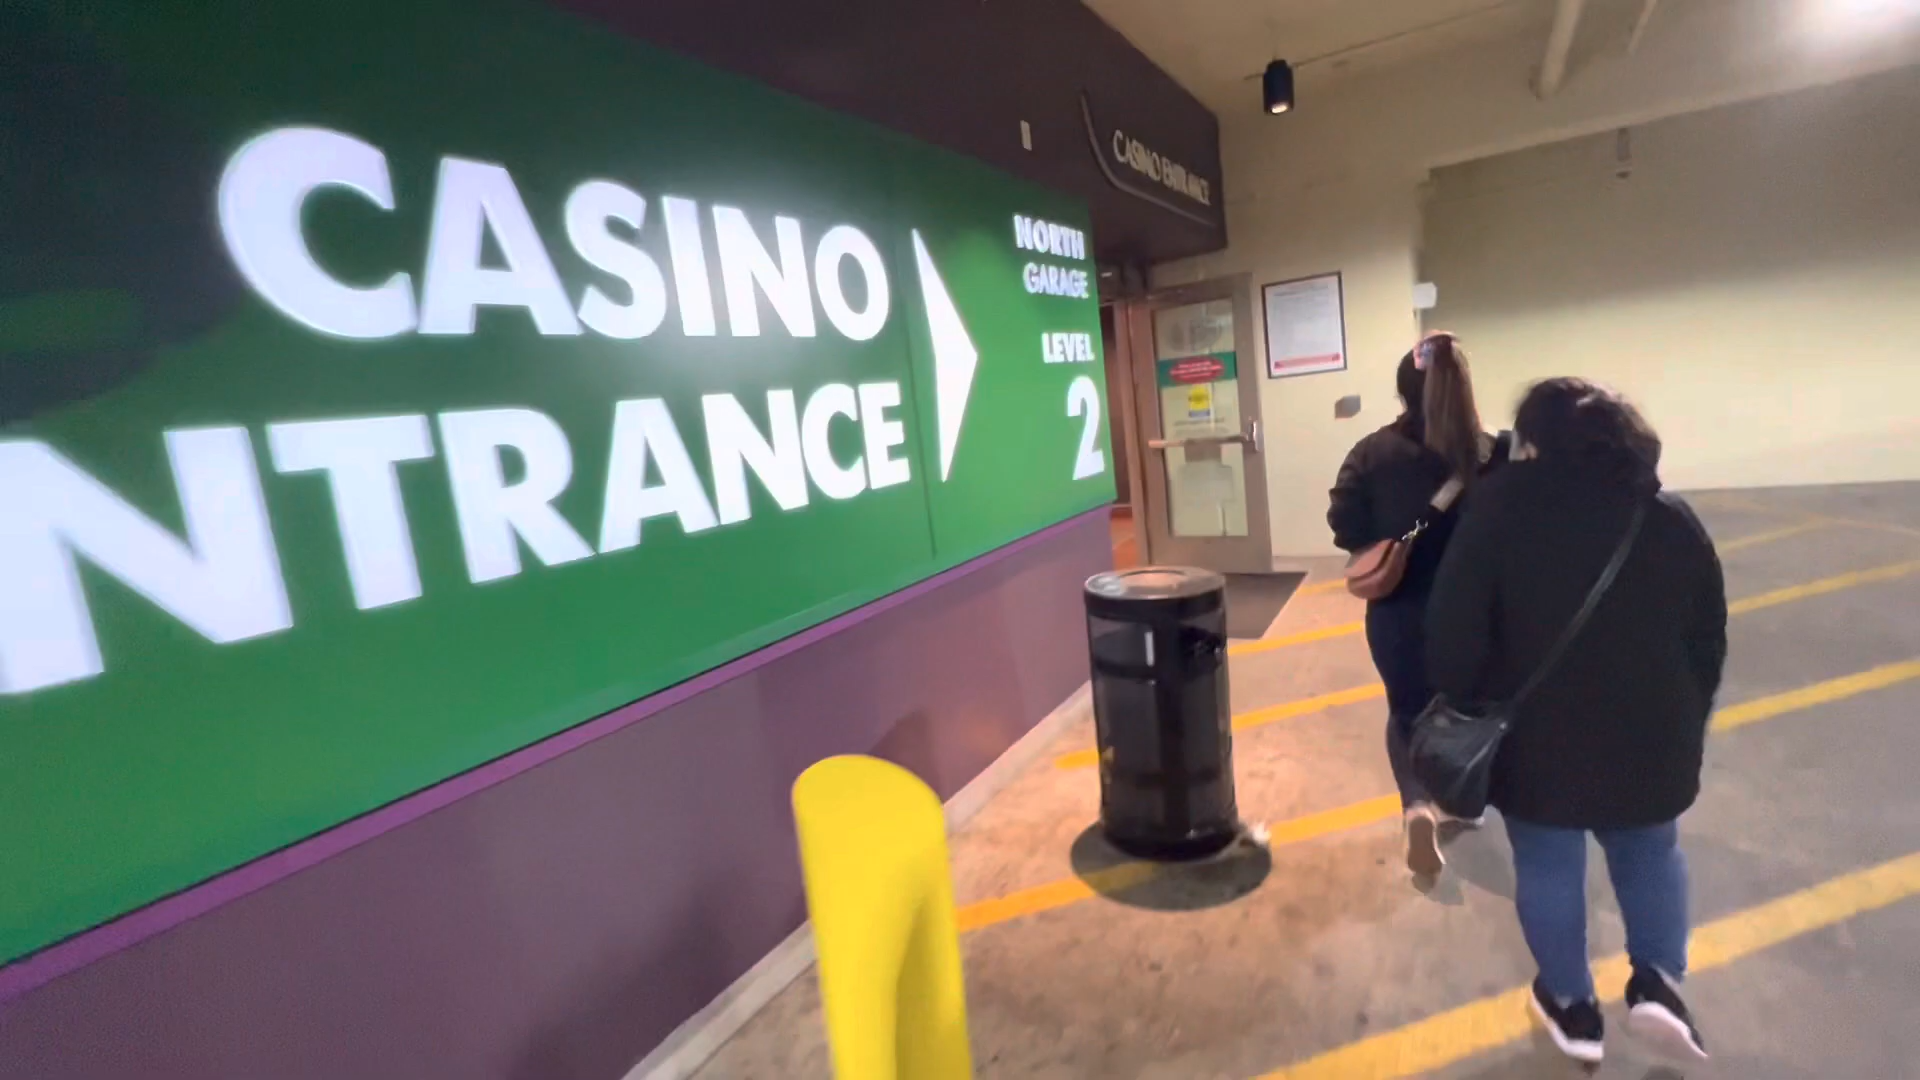 CASINO
NTRANCE
NORTH
GARAGE
LEVEL
2
CASINO ENTRANCE